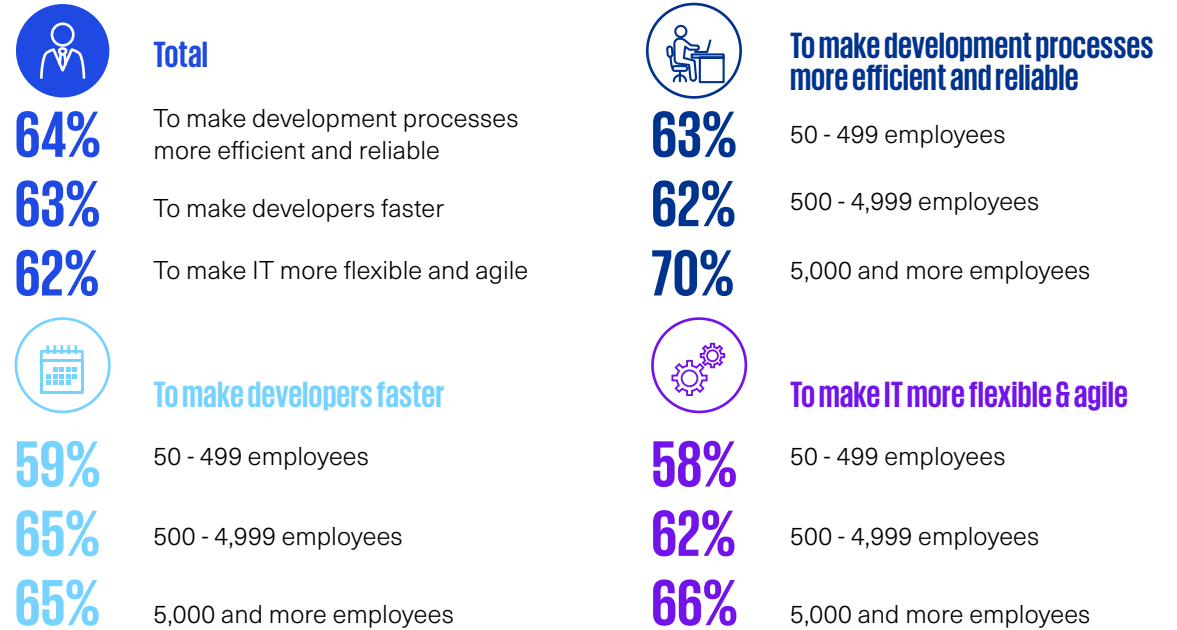 Total
64%
To make development processes
more efficient and reliable
63%
To make developers faster
62%
To make IT more flexible and agile
To make development processes
more efficient and reliable
63%
50 - 499 employees
62%
500 - 4,999 employees
70%
5,000 and more employees
To make developers faster
59%
50 - 499 employees
65%
500 - 4,999 employees
65%
5,000 and more employees
To make IT more flexible & agile
58%
50 - 499 employees
62%
500 - 4,999 employees
66%
5,000 and more employees